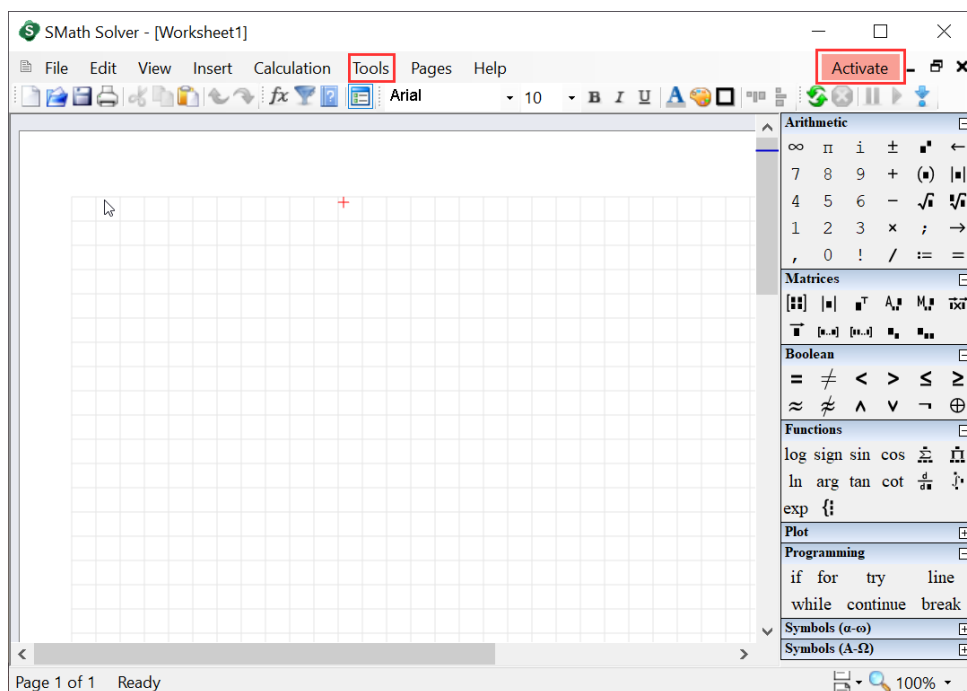 SMath Solver - [Worksheet1]
File Edit View Insert Calculation Tools Pages Help Activate
fx Arial 10 B I U A
Arithmetic
∞ π i ± ←
7 8 9 + (■) |■|
4 5 6 − √
1 2 3 × ; →
, 0 ! / := =
Matrices
Boolean
= ≠ < > ≤ ≥
≈ ≉ ∧ ∨ ¬ ⊕
Functions
log sign sin cos
ln arg tan cot d/d■
exp
Plot
Programming
if for try line
while continue break
Symbols (α-ω)
Symbols (Α-Ω)
Page 1 of 1 Ready 100%